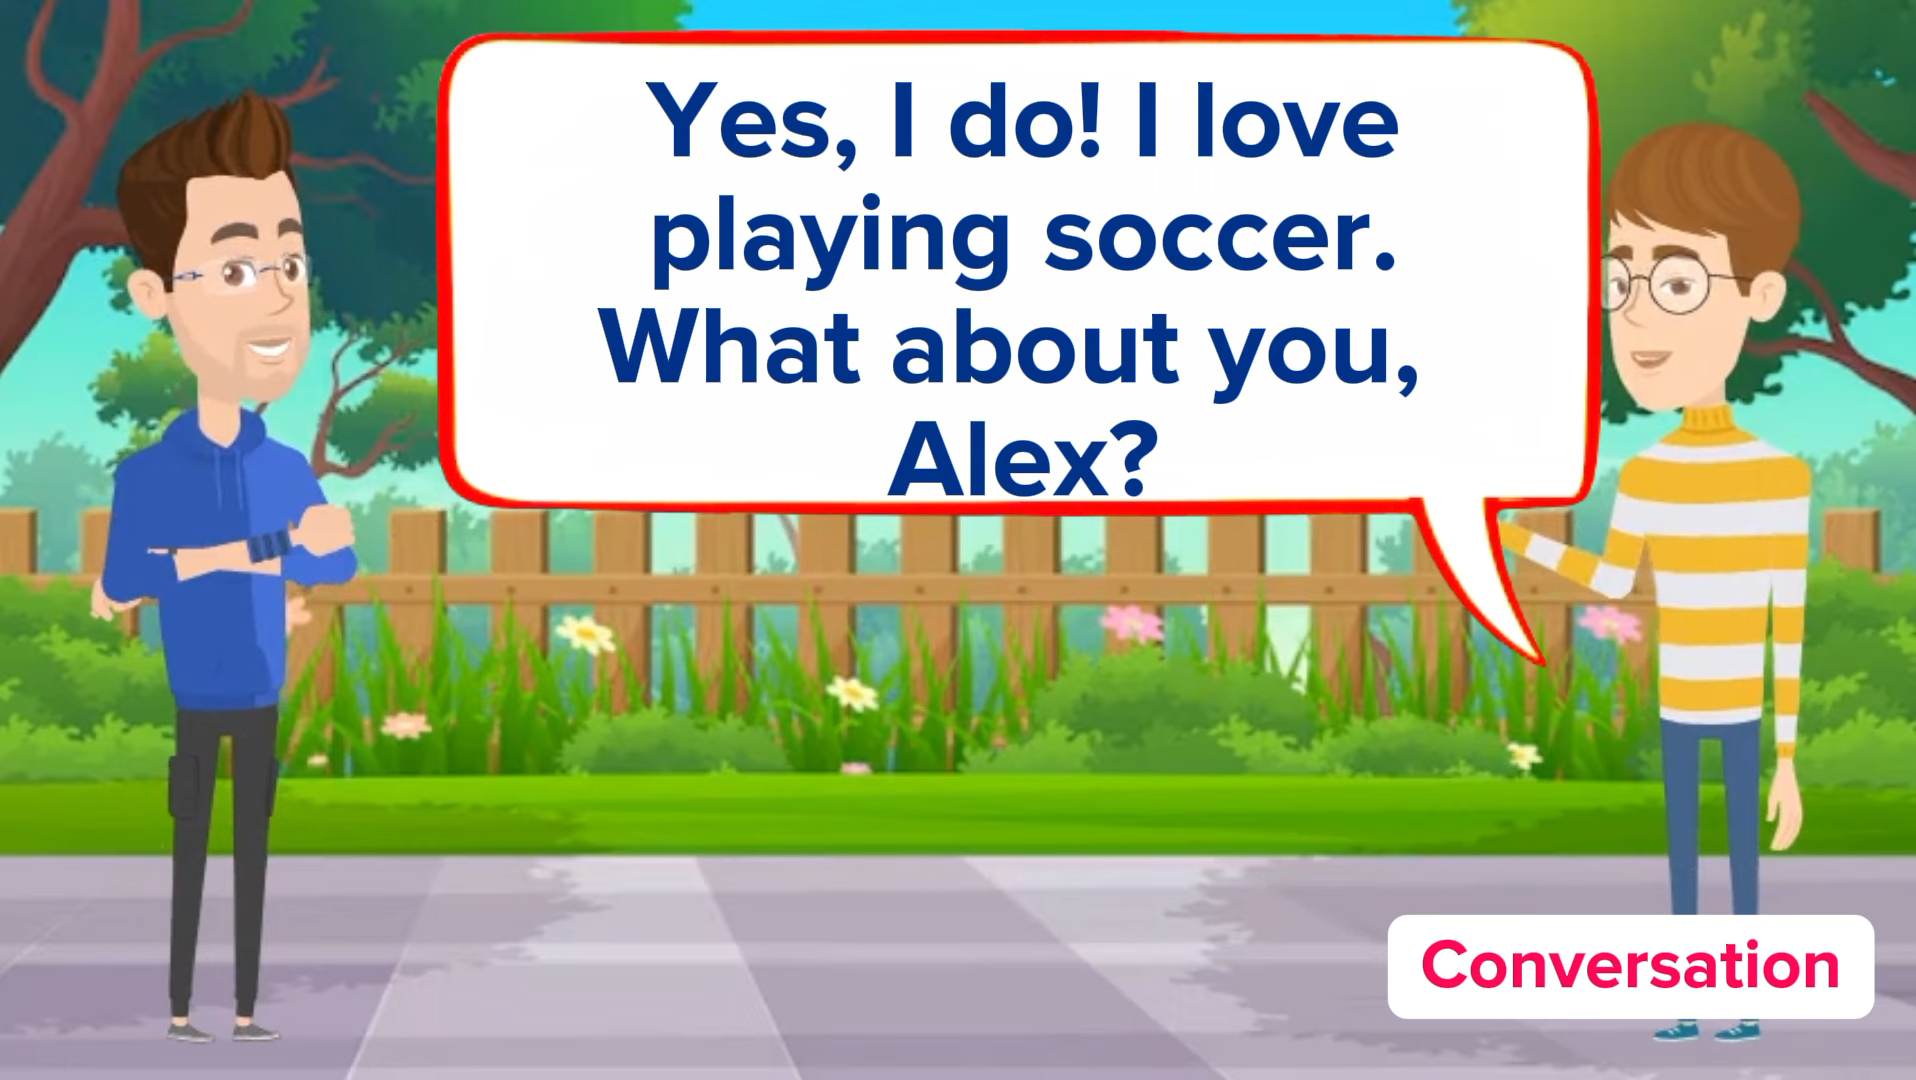 Yes, I do! I love
playing soccer.
What about you,
Alex?
Conversation